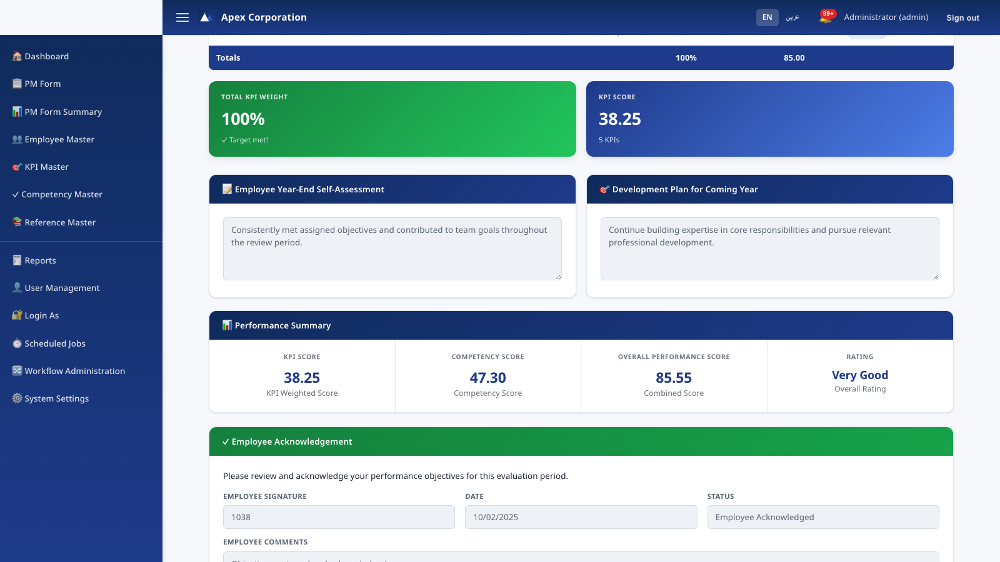 Apex Corporation
EN
عربي
99+
Administrator (admin)
Sign out
Dashboard
PM Form
PM Form Summary
Employee Master
KPI Master
✓ Competency Master
Reference Master
Reports
User Management
Login As
Scheduled Jobs
Workflow Administration
System Settings
Totals 100% 85.00
TOTAL KPI WEIGHT
100%
✓ Target met!
KPI SCORE
38.25
5 KPIs
Employee Year-End Self-Assessment
Consistently met assigned objectives and contributed to team goals throughout
the review period.
Development Plan for Coming Year
Continue building expertise in core responsibilities and pursue relevant
professional development.
Performance Summary
KPI SCORE
38.25
KPI Weighted Score
COMPETENCY SCORE
47.30
Competency Score
OVERALL PERFORMANCE SCORE
85.55
Combined Score
RATING
Very Good
Overall Rating
✓ Employee Acknowledgement
Please review and acknowledge your performance objectives for this evaluation period.
EMPLOYEE SIGNATURE
1038
DATE
10/02/2025
STATUS
Employee Acknowledged
EMPLOYEE COMMENTS